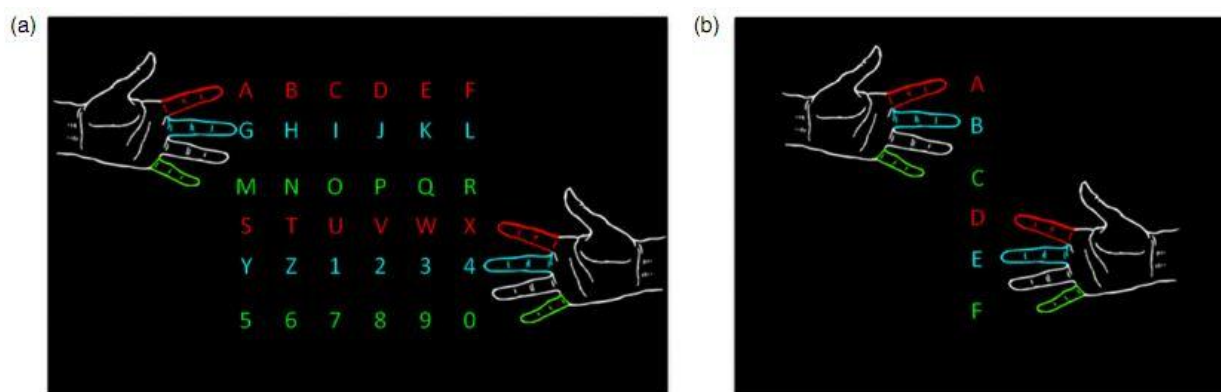 (a)
A B C D E F
G H I J K L
M N O P Q R
S T U V W X
Y Z 1 2 3 4
5 6 7 8 9 0
(b)
A
B
C
D
E
F